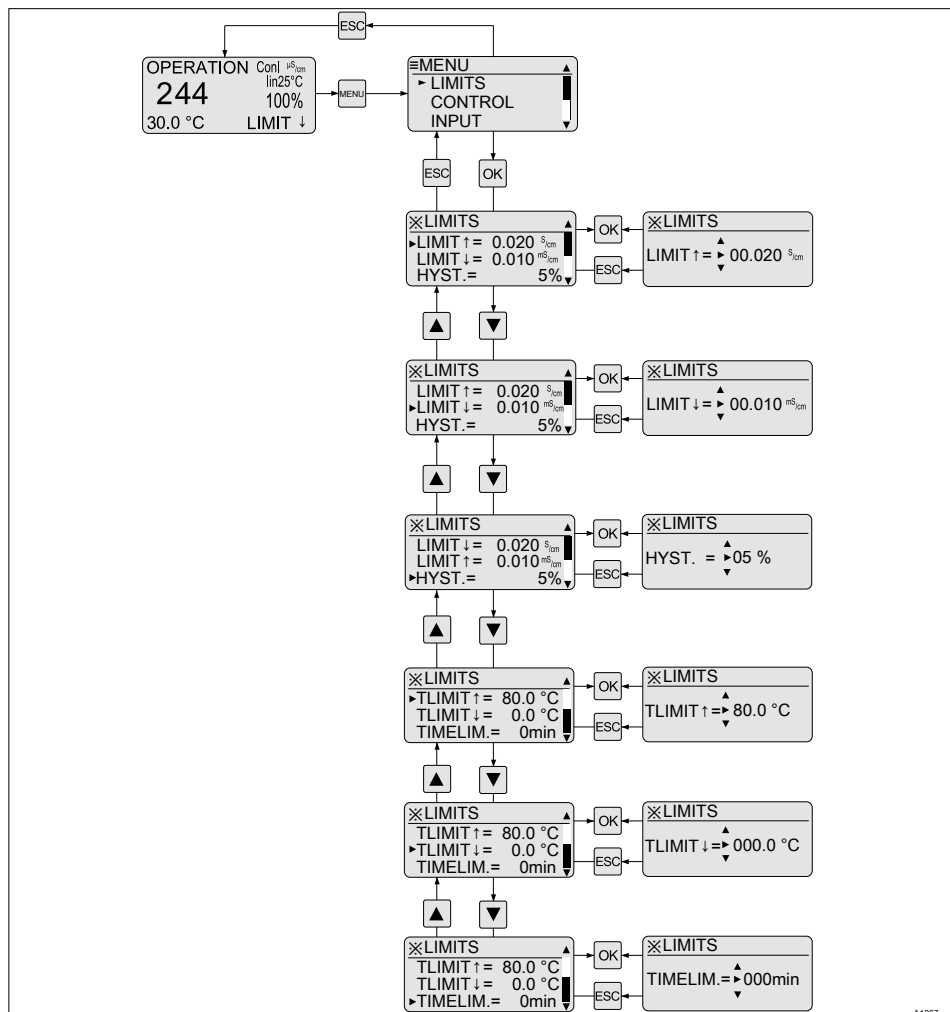 ESC
OPERATION Conl µS/cm
lin25°C
244
100%
30.0 °C LIMIT ↓
MENU
≡MENU ▲
► LIMITS
CONTROL
INPUT ▼
ESC OK
※LIMITS ▲
►LIMIT↑= 0.020 S/cm
LIMIT↓= 0.010 mS/cm
HYST.= 5% ▼
OK
ESC
※LIMITS
▲
LIMIT↑= ► 00.020 S/cm
▼
▲ ▼
※LIMITS ▲
LIMIT↑= 0.020 S/cm
►LIMIT↓= 0.010 mS/cm
HYST.= 5% ▼
OK
ESC
※LIMITS
▲
LIMIT↓= ► 00.010 mS/cm
▼
▲ ▼
※LIMITS ▲
LIMIT↓= 0.020 S/cm
LIMIT↑= 0.010 mS/cm
►HYST.= 5% ▼
OK
ESC
※LIMITS
▲
HYST. = ►05 %
▼
▲ ▼
※LIMITS ▲
►TLIMIT↑= 80.0 °C
TLIMIT↓= 0.0 °C
TIMELIM.= 0min ▼
OK
ESC
※LIMITS
▲
TLIMIT↑=► 80.0 °C
▼
▲ ▼
※LIMITS ▲
TLIMIT↑= 80.0 °C
►TLIMIT↓= 0.0 °C
TIMELIM.= 0min ▼
OK
ESC
※LIMITS
▲
TLIMIT↓=► 000.0 °C
▼
▲ ▼
※LIMITS ▲
TLIMIT↑= 80.0 °C
TLIMIT↓= 0.0 °C
►TIMELIM.= 0min ▼
OK
ESC
※LIMITS
▲
TIMELIM.= ►000min
▼